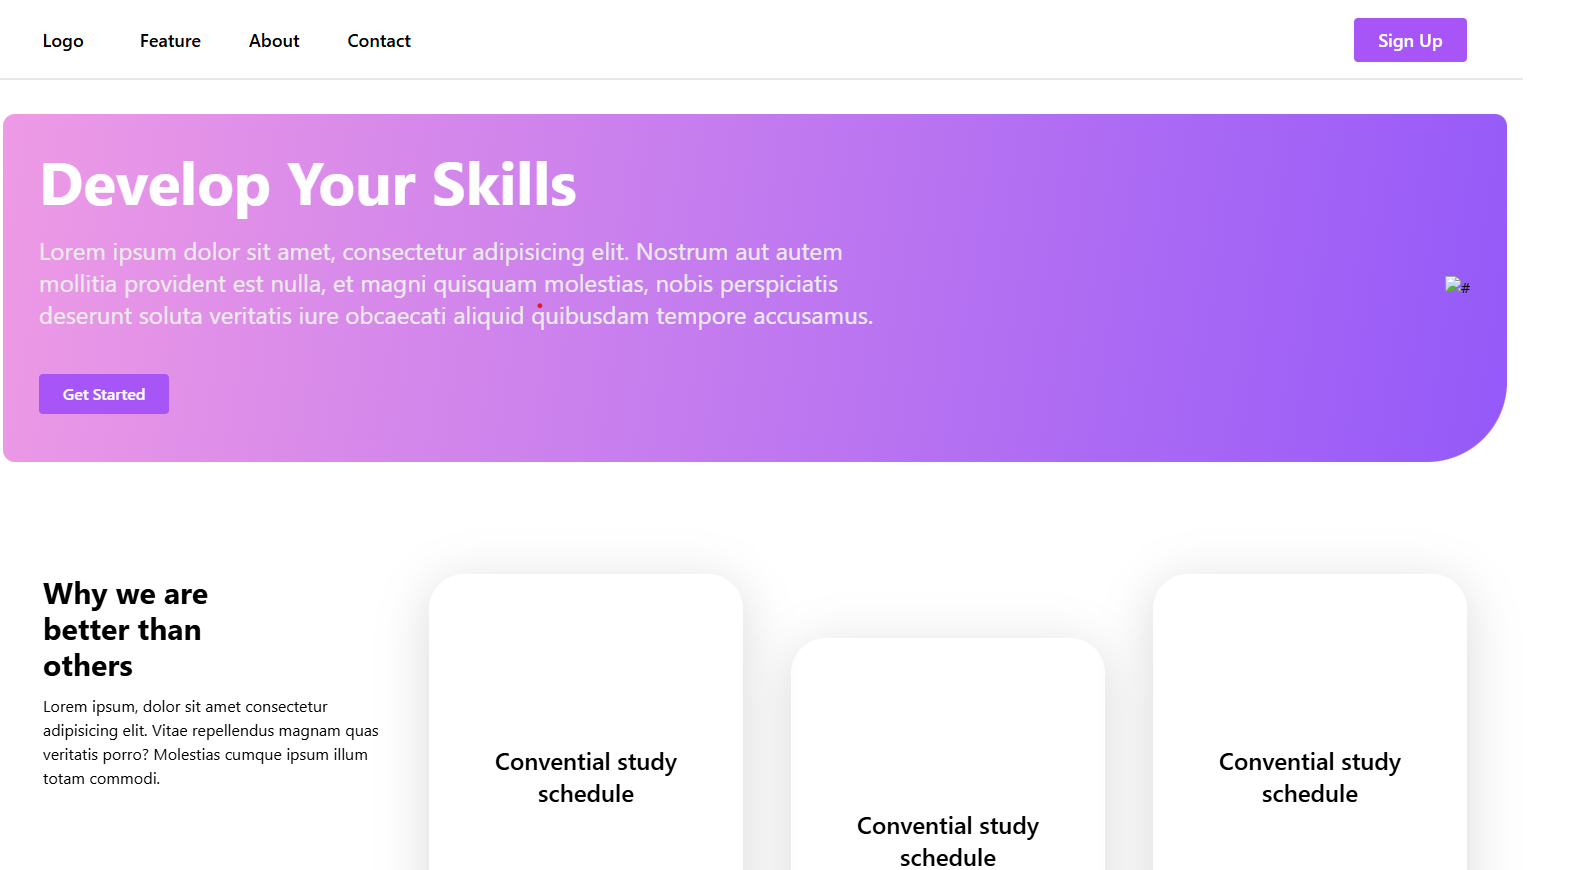 Logo Feature About Contact Sign Up
Develop Your Skills
Lorem ipsum dolor sit amet, consectetur adipisicing elit. Nostrum aut autem
mollitia provident est nulla, et magni quisquam molestias, nobis perspiciatis
deserunt soluta veritatis iure obcaecati aliquid quibusdam tempore accusamus.
#
Get Started
Why we are
better than
others
Lorem ipsum, dolor sit amet consectetur
adipisicing elit. Vitae repellendus magnam quas
veritatis porro? Molestias cumque ipsum illum
totam commodi.
Convential study
schedule
Convential study
schedule
Convential study
schedule